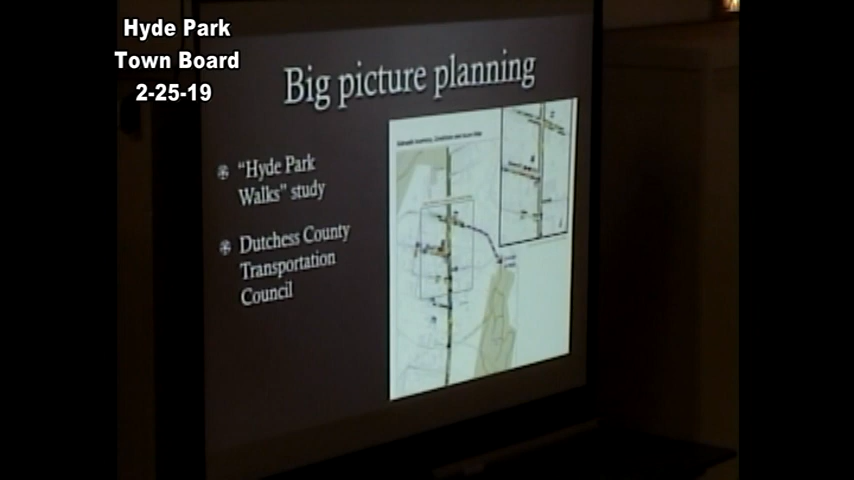 Hyde Park
Town Board
2-25-19
Big picture planning
“Hyde Park
Walks” study
Dutchess County
Transportation
Council